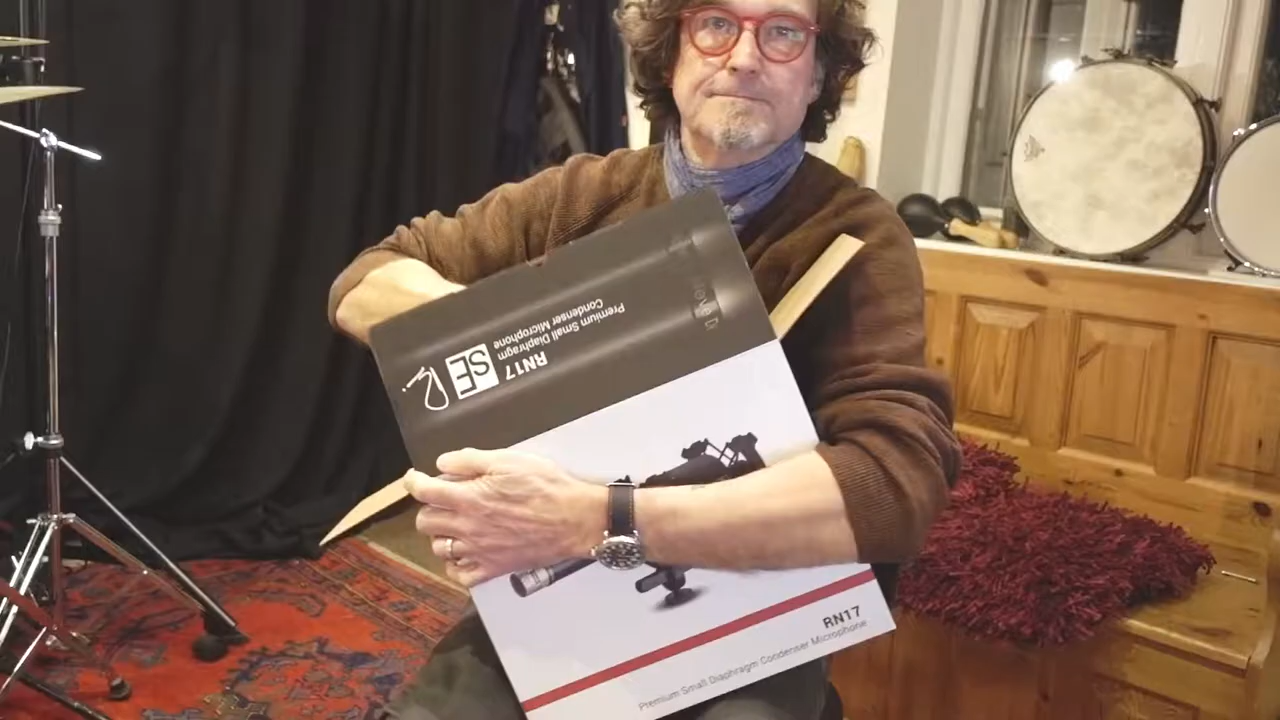 Premium Small Diaphragm
Condenser Microphone
RN17
sE
RN17
Premium Small Diaphragm Condenser Microphone